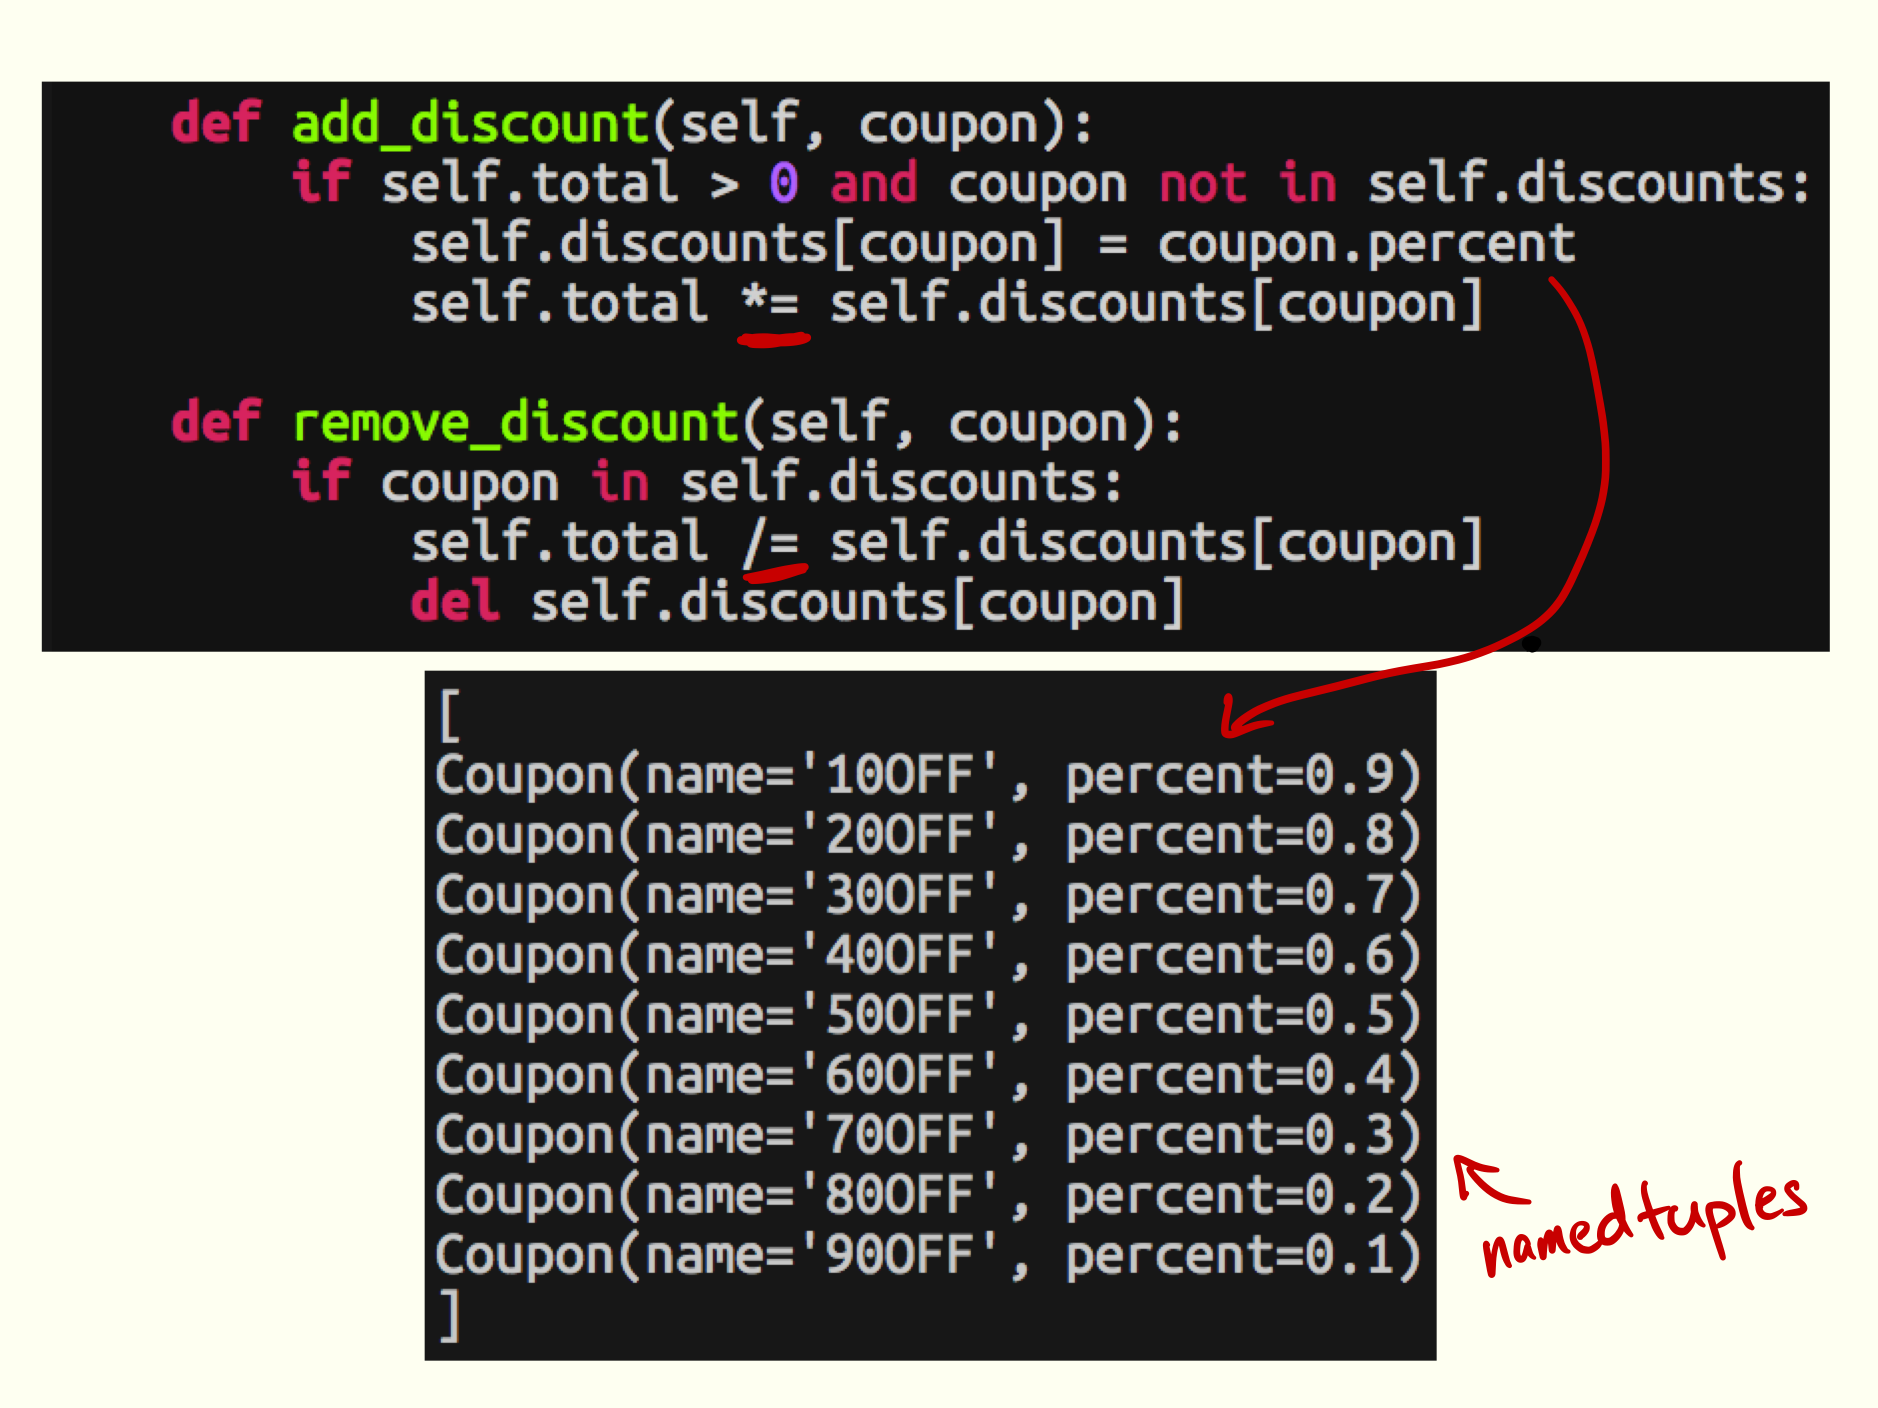 def add_discount(self, coupon):
if self.total > 0 and coupon not in self.discounts:
self.discounts[coupon] = coupon.percent
self.total *= self.discounts[coupon]
def remove_discount(self, coupon):
if coupon in self.discounts:
self.total /= self.discounts[coupon]
del self.discounts[coupon]
[
Coupon(name='10OFF', percent=0.9)
Coupon(name='20OFF', percent=0.8)
Coupon(name='30OFF', percent=0.7)
Coupon(name='40OFF', percent=0.6)
Coupon(name='50OFF', percent=0.5)
Coupon(name='60OFF', percent=0.4)
Coupon(name='70OFF', percent=0.3)
Coupon(name='80OFF', percent=0.2)
Coupon(name='90OFF', percent=0.1)
]
namedtuples